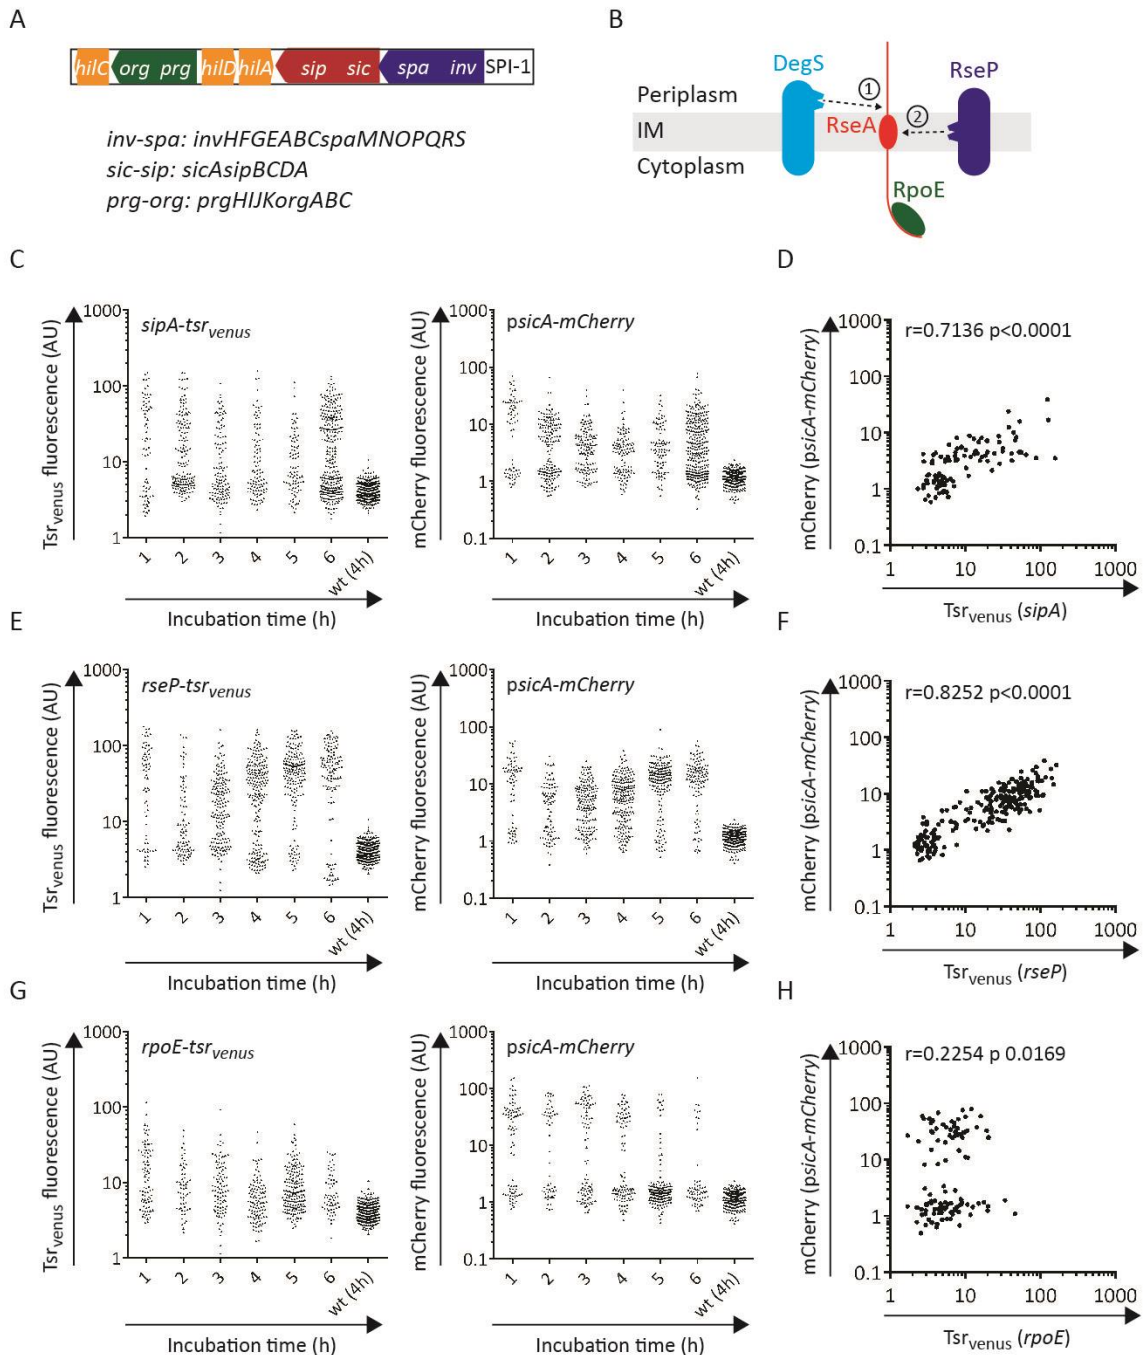 A
hilC org prg hilD hilA sip sic spa inv SPI-1
inv-spa: invHFGEABCspaMNOPQRS
sic-sip: sicAsipBCDA
prg-org: prgHIJKorgABC
B
DegS
RseP
Periplasm
1
IM
RseA
2
Cytoplasm
RpoE
C
Tsrvenus fluorescence (AU)
1000
100
10
1
sipA-tsrvenus
1 2 3 4 5 6 wt (4h)
Incubation time (h)
mCherry fluorescence (AU)
1000
100
10
1
0.1
psicA-mCherry
1 2 3 4 5 6 wt (4h)
Incubation time (h)
D
mCherry (psicA-mCherry)
1000
100
10
1
0.1
r=0.7136 p<0.0001
1 10 100 1000
Tsrvenus (sipA)
E
Tsrvenus fluorescence (AU)
1000
100
10
1
rseP-tsrvenus
1 2 3 4 5 6 wt (4h)
Incubation time (h)
mCherry fluorescence (AU)
1000
100
10
1
0.1
psicA-mCherry
1 2 3 4 5 6 wt (4h)
Incubation time (h)
F
mCherry (psicA-mCherry)
1000
100
10
1
0.1
r=0.8252 p<0.0001
1 10 100 1000
Tsrvenus (rseP)
G
Tsrvenus fluorescence (AU)
1000
100
10
1
rpoE-tsrvenus
1 2 3 4 5 6 wt (4h)
Incubation time (h)
mCherry fluorescence (AU)
1000
100
10
1
0.1
psicA-mCherry
1 2 3 4 5 6 wt (4h)
Incubation time (h)
H
mCherry (psicA-mCherry)
1000
100
10
1
0.1
r=0.2254 p 0.0169
1 10 100 1000
Tsrvenus (rpoE)